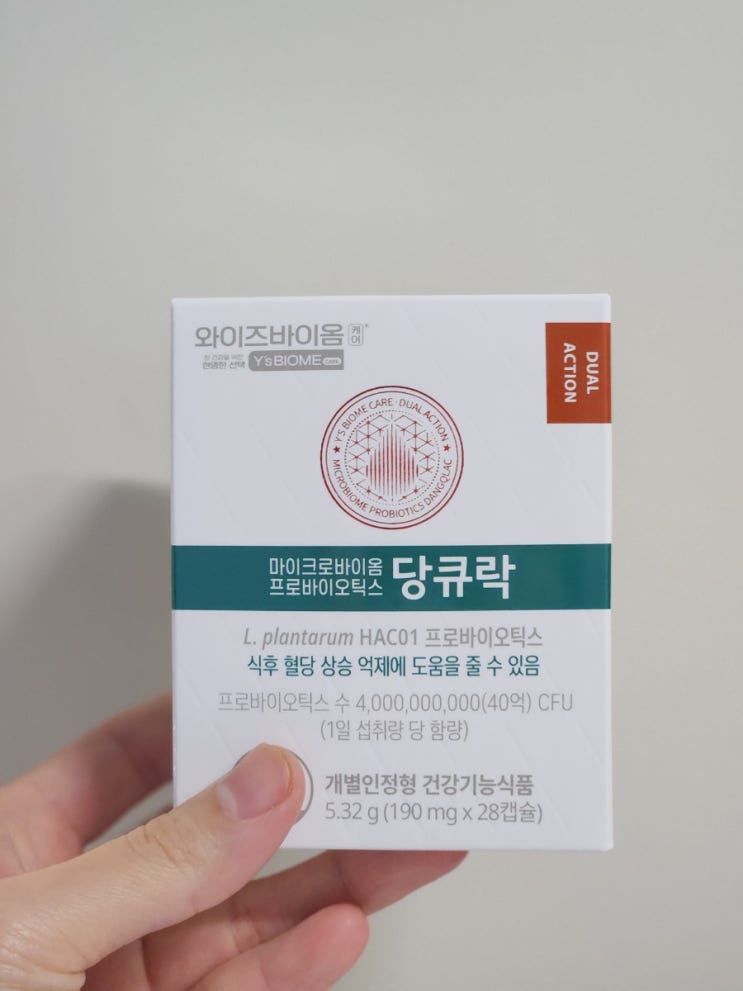 와이즈바이옴 케어
장 건강을 위한
현명한 선택 Y'sBIOME CARE
DUAL
ACTION
Y'S BIOME CARE · DUAL ACTION
MICROBIOME PROBIOTICS DANGQLAC
마이크로바이옴
프로바이오틱스 당큐락
L. plantarum HAC01 프로바이오틱스
식후 혈당 상승 억제에 도움을 줄 수 있음
프로바이오틱스 수 4,000,000,000(40억) CFU
(1일 섭취량 당 함량)
개별인정형 건강기능식품
5.32 g (190 mg x 28캡슐)